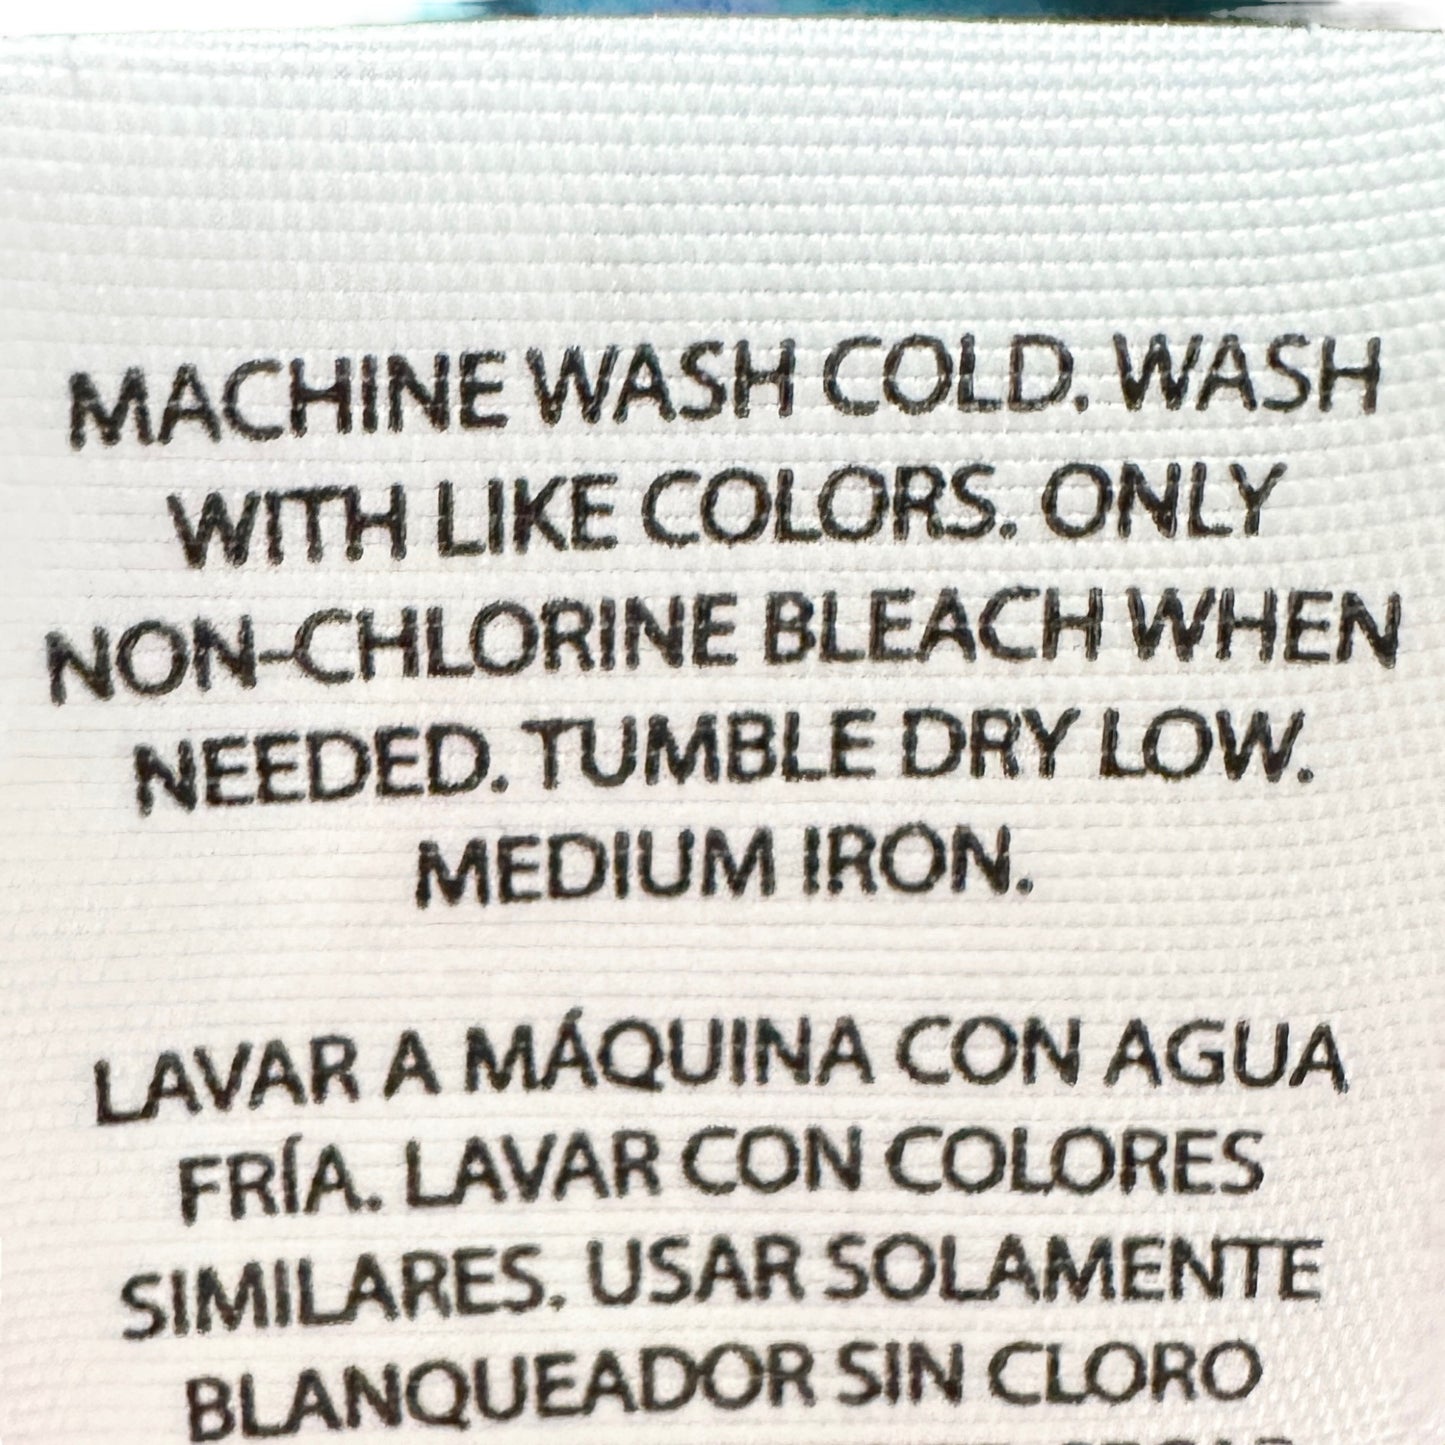 MACHINE WASH COLD. WASH
WITH LIKE COLORS. ONLY
NON-CHLORINE BLEACH WHEN
NEEDED. TUMBLE DRY LOW.
MEDIUM IRON.
LAVAR A MÁQUINA CON AGUA
FRÍA. LAVAR CON COLORES
SIMILARES. USAR SOLAMENTE
BLANQUEADOR SIN CLORO